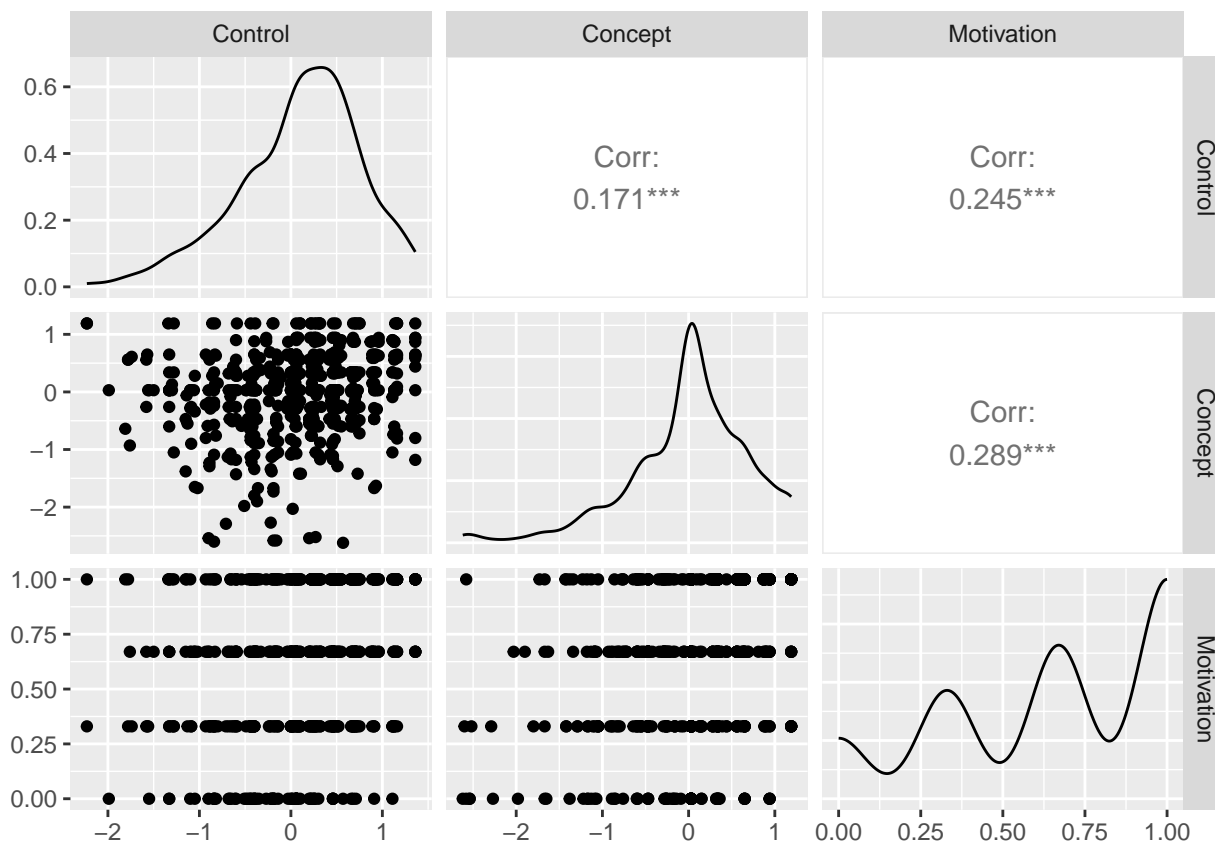 Control Concept Motivation
0.6
0.4
0.2
0.0
Corr:
0.171***
Corr:
0.245***
Control
1
0
−1
−2
Corr:
0.289***
Concept
1.00
0.75
0.50
0.25
0.00
Motivation
−2 −1 0 1 −2 −1 0 1 0.00 0.25 0.50 0.75 1.00